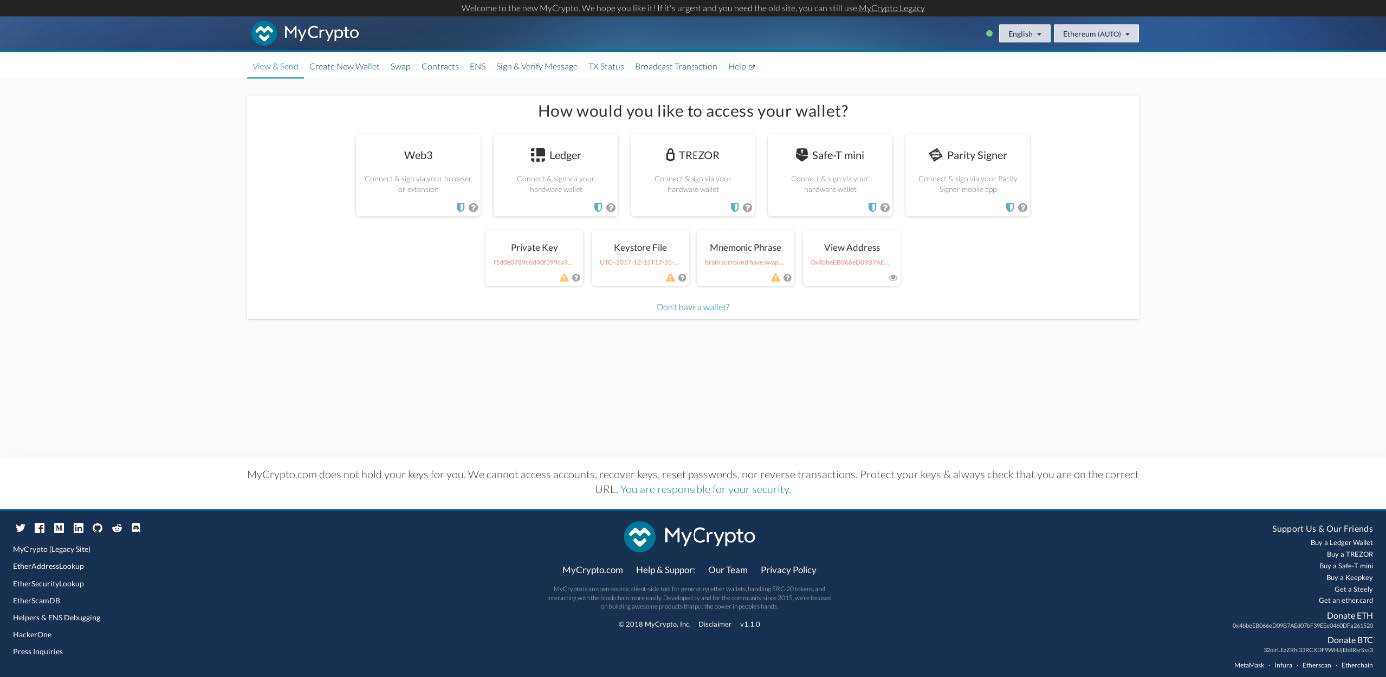 Welcome to the new MyCrypto. We hope you like it! If it's urgent and you need the old site, you can still use MyCrypto Legacy
MyCrypto
English
Ethereum (AUTO)
View & Send
Create New Wallet
Swap
Contracts
ENS
Sign & Verify Message
TX Status
Broadcast Transaction
Help
How would you like to access your wallet?
Web3
Connect & sign via your browser
or extension
Ledger
Connect & sign via your
hardware wallet
TREZOR
Connect & sign via your
hardware wallet
Safe-T mini
Connect & sign via your
hardware wallet
Parity Signer
Connect & sign via your Parity
Signer mobile app
Private Key
Keystore File
UTC--2017-12-15T17-35-...
Mnemonic Phrase
brain surround have swap...
View Address
0x4bbeEB066eD09B7AE...
Don't have a wallet?
MyCrypto.com does not hold your keys for you. We cannot access accounts, recover keys, reset passwords, nor reverse transactions. Protect your keys & always check that you are on the correct
URL. You are responsible for your security.
MyCrypto (Legacy Site)
EtherAddressLookup
EtherSecurityLookup
EtherScamDB
Helpers & ENS Debugging
HackerOne
Press Inquiries
MyCrypto
MyCrypto.com
Help & Support
Our Team
Privacy Policy
MyCrypto is an open-source, client-side tool for generating ether wallets, handling ERC-20 tokens, and
interacting with the blockchain more easily. Developed by and for the community since 2015, we're focused
on building awesome products that put the power in people's hands.
© 2018 MyCrypto, Inc.
Disclaimer
v1.1.0
Support Us & Our Friends
Buy a Ledger Wallet
Buy a TREZOR
Buy a Safe-T mini
Buy a Keepkey
Get a Steely
Get an ether.card
Donate ETH
Donate BTC
MetaMask · Infura · Etherscan · Etherchain